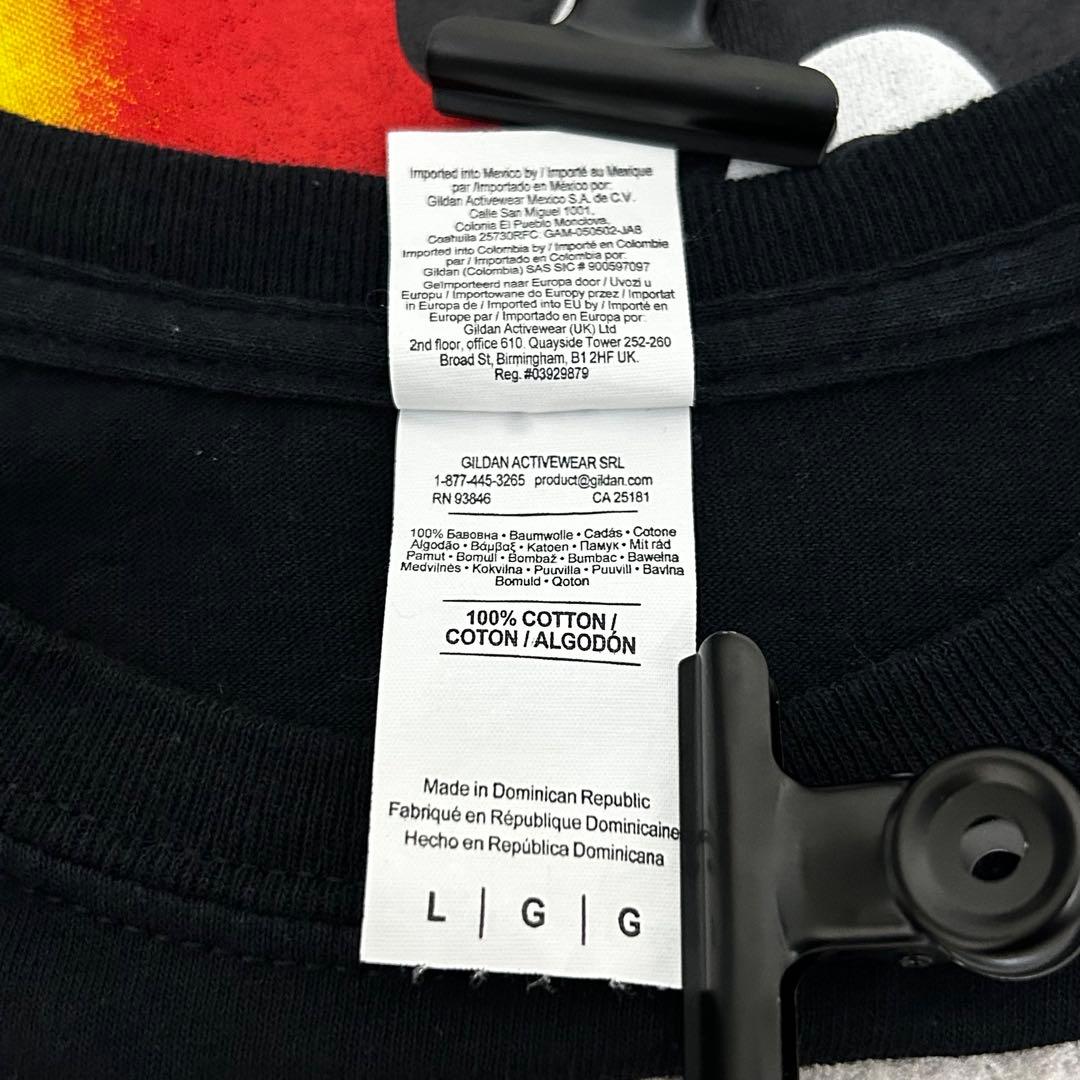 Imported into Mexico by / Importé au Mexique
par /Importado en México por:
Gildan Activewear Mexico S.A. de C.V.
Calle San Miguel 1001,
Colonia El Pueblo Monclova,
Coahuila 25730RFC. GAM-050502-JA8
Imported into Colombia by / Importé en Colombie
par / Importado en Colombia por:
Gildan (Colombia) SAS SIC # 900597097
Geïmporteerd naar Europa door / Uvozi u
Europu / Importowane do Europy przez / Importat
in Europa de / Imported into EU by / Importé en
Europe par / Importado en Europa por:
Gildan Activewear (UK) Ltd
2nd floor, office 610. Quayside Tower 252-260
Broad St, Birmingham, B1 2HF UK.
Reg. #03929879
GILDAN ACTIVEWEAR SRL
1-877-445-3265 product@gildan.com
RN 93846 CA 25181
100% Бавовна • Baumwolle • Cadás • Cotone
Algodão • Βάμβαξ • Katoen • Памук • Mit rád
Pamut • Bomull • Bombaž • Bumbac • Bawełna
Medvilnės • Kokvilna • Puuvilla • Puuvill • Bavlna
Bomuld • Qoton
100% COTTON /
COTON / ALGODÓN
Made in Dominican Republic
Fabriqué en République Dominicaine
Hecho en República Dominicana
L | G | G